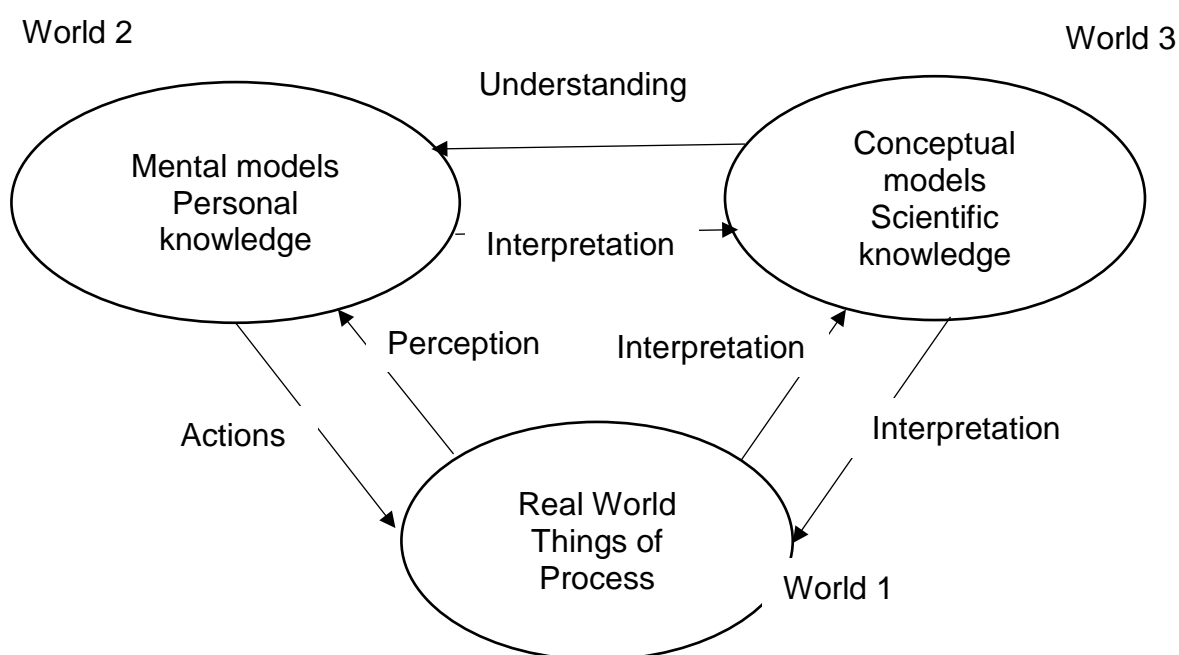 World 2
World 3
Understanding
Mental models
Personal
knowledge
Conceptual
models
Scientific
knowledge
Interpretation
Perception
Interpretation
Actions
Interpretation
Real World
Things of
Process
World 1